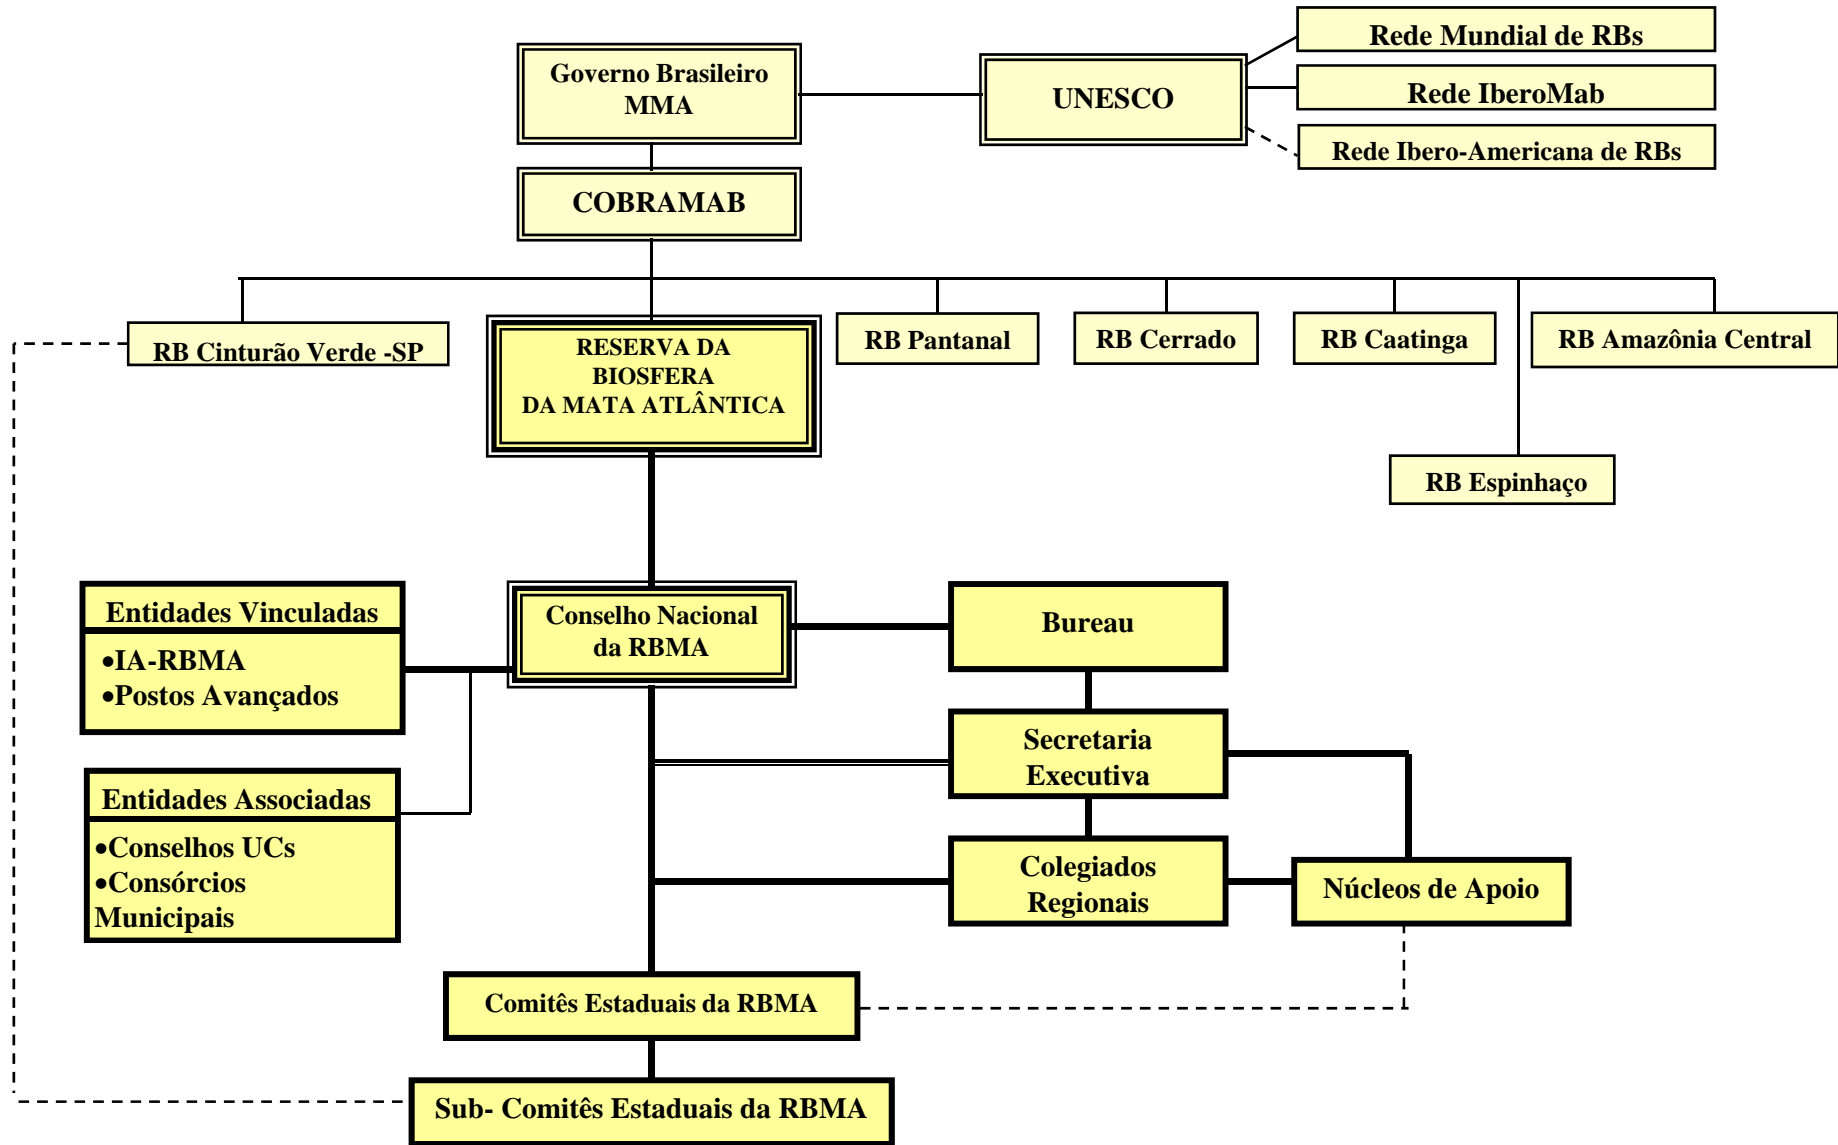 Rede Mundial de RBs
Governo Brasileiro
MMA
UNESCO
Rede IberoMab
Rede Ibero-Americana de RBs
COBRAMAB
RB Cinturão Verde -SP
RESERVA DA
BIOSFERA
DA MATA ATLÂNTICA
RB Pantanal
RB Cerrado
RB Caatinga
RB Amazônia Central
RB Espinhaço
Entidades Vinculadas
•IA-RBMA
•Postos Avançados
Conselho Nacional
da RBMA
Bureau
Secretaria
Executiva
Entidades Associadas
•Conselhos UCs
•Consórcios
Municipais
Colegiados
Regionais
Núcleos de Apoio
Comitês Estaduais da RBMA
Sub- Comitês Estaduais da RBMA